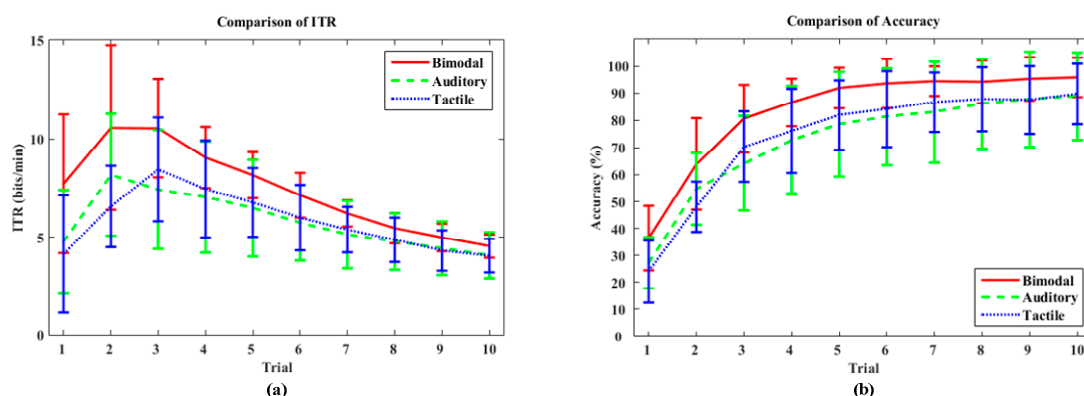 Comparison of ITR
15
10
5
0
ITR (bits/min)
1 2 3 4 5 6 7 8 9 10
Trial
Bimodal
Auditory
Tactile
(a)
Comparison of Accuracy
100
90
80
70
60
50
40
30
20
10
0
Accuracy (%)
1 2 3 4 5 6 7 8 9 10
Trial
Bimodal
Auditory
Tactile
(b)